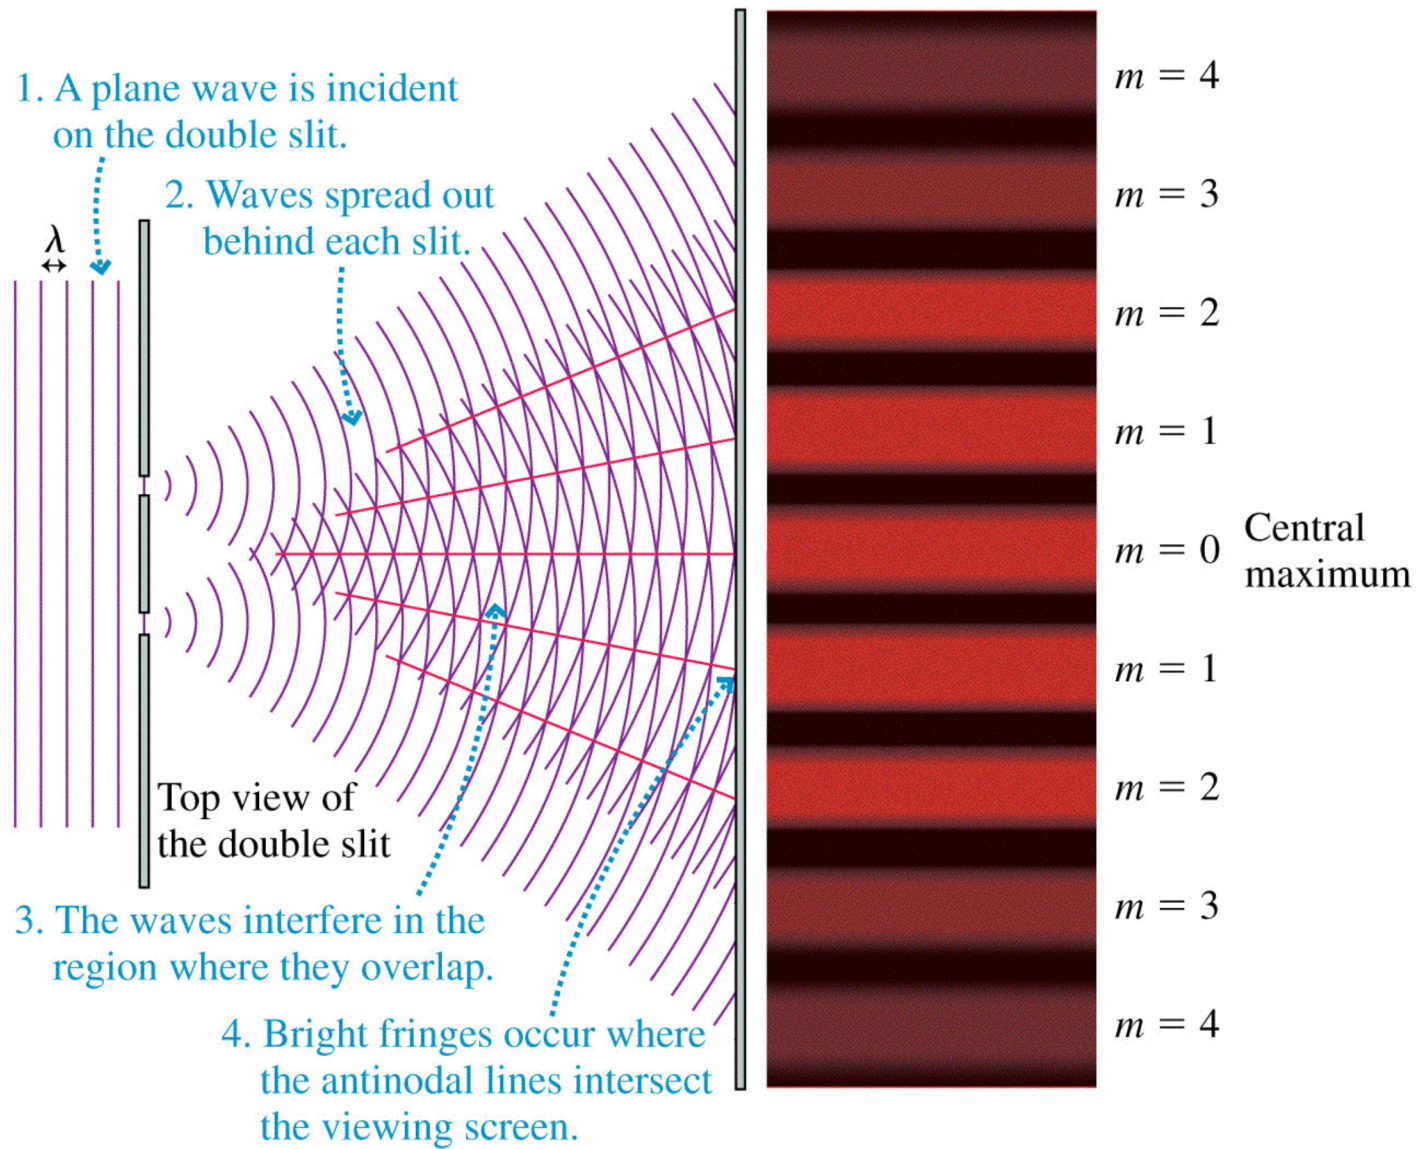 1. A plane wave is incident
on the double slit.
2. Waves spread out
behind each slit.
λ
Top view of
the double slit
3. The waves interfere in the
region where they overlap.
4. Bright fringes occur where
the antinodal lines intersect
the viewing screen.
m = 4
m = 3
m = 2
m = 1
m = 0
Central
maximum
m = 1
m = 2
m = 3
m = 4